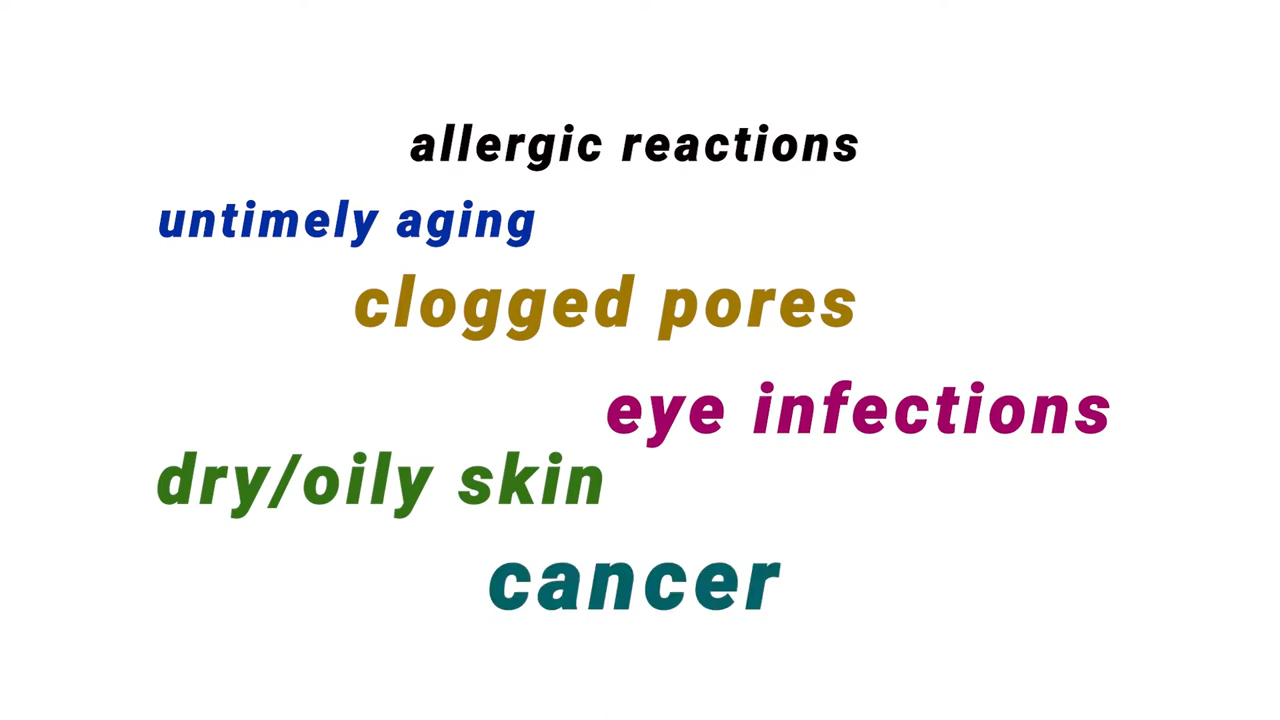 allergic reactions
untimely aging
clogged pores
eye infections
dry/oily skin
cancer